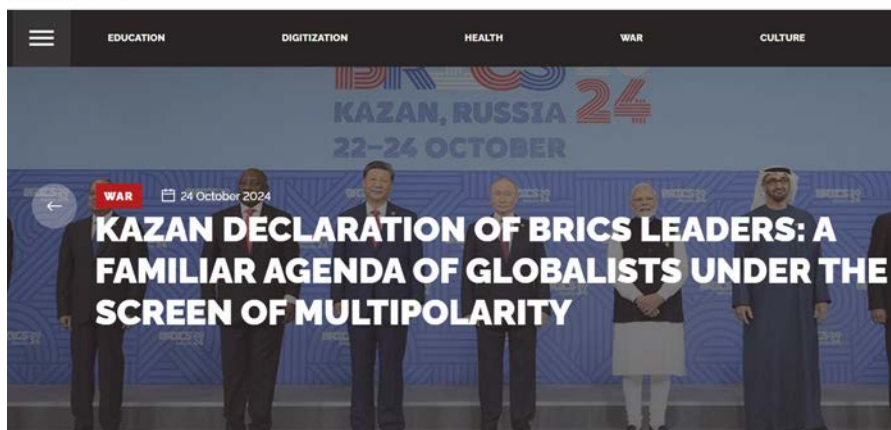 EDUCATION DIGITIZATION HEALTH WAR CULTURE
BRICS
24
KAZAN, RUSSIA
22–24 OCTOBER
WAR 24 October 2024
KAZAN DECLARATION OF BRICS LEADERS: A
FAMILIAR AGENDA OF GLOBALISTS UNDER THE
SCREEN OF MULTIPOLARITY